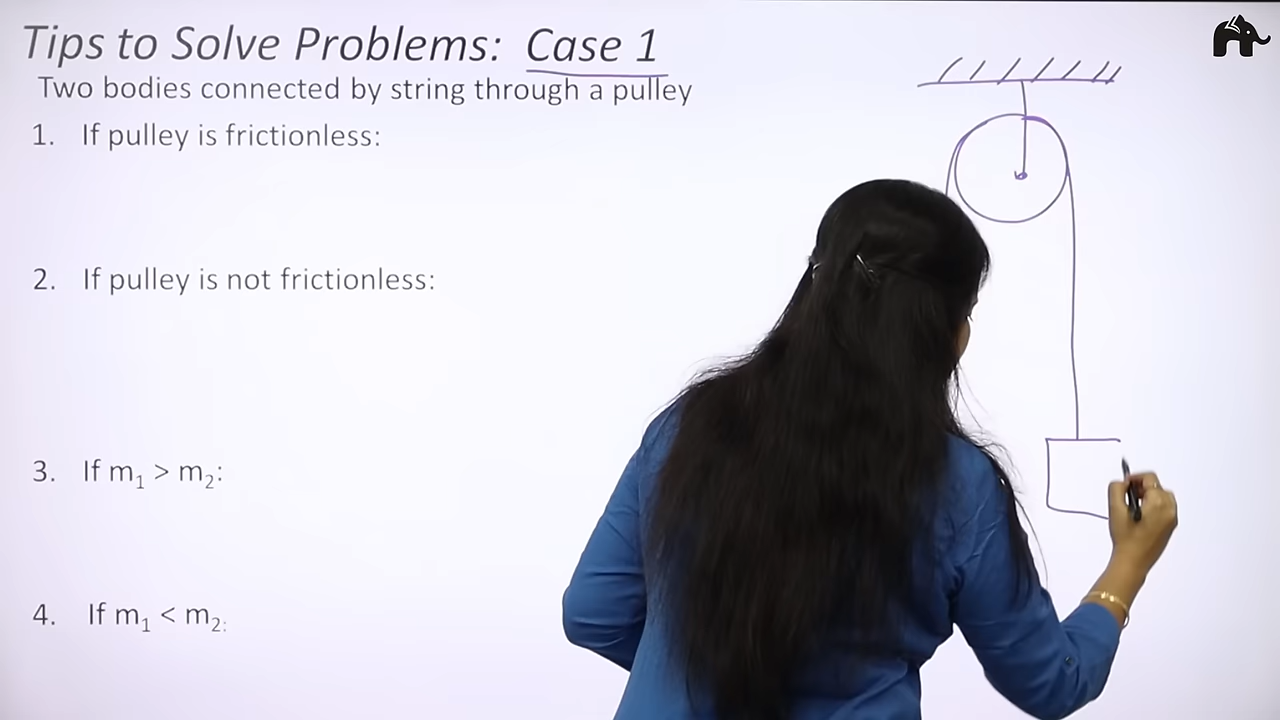 Tips to Solve Problems: Case 1
Two bodies connected by string through a pulley
1. If pulley is frictionless:
2. If pulley is not frictionless:
3. If m₁ > m₂:
4. If m₁ < m₂: